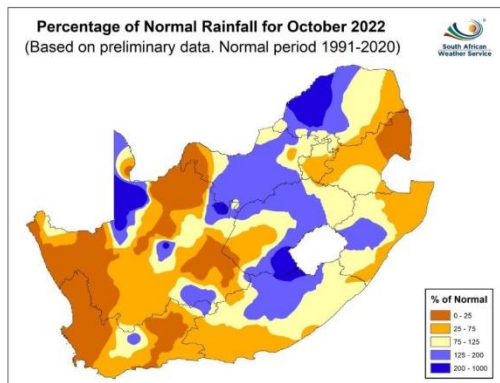 Percentage of Normal Rainfall for October 2022
(Based on preliminary data. Normal period 1991-2020)
South African
Weather Service
% of Normal
0 - 25
25 - 75
75 - 125
125 - 200
200 - 1000